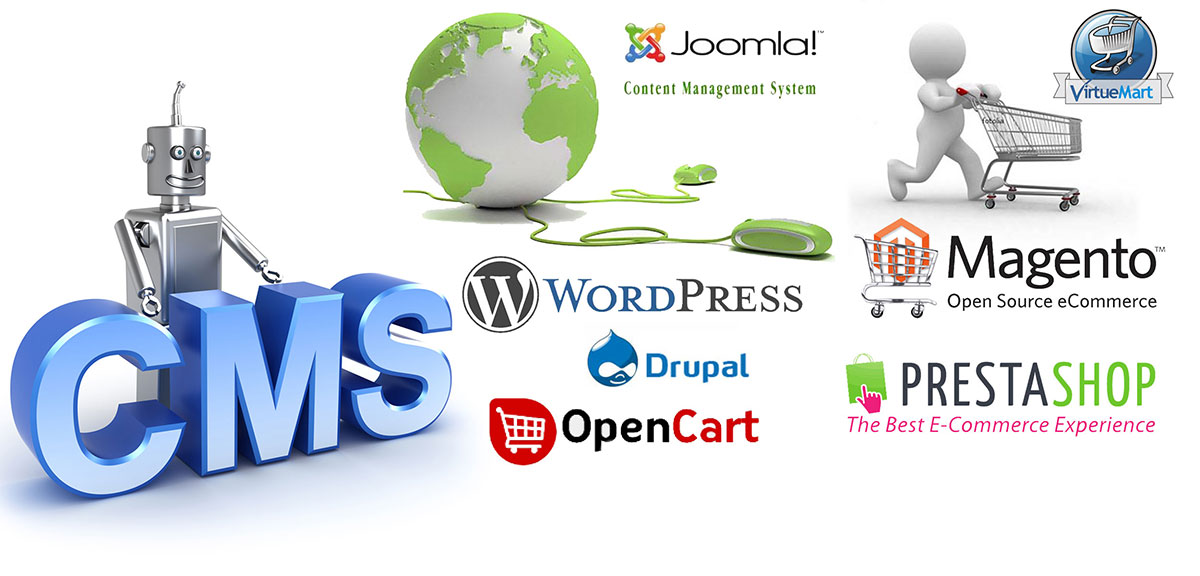 Joomla!™
Content Management System
VirtueMart
fotolia
CMS
W WORDPRESS
Drupal
OpenCart
Magento™
Open Source eCommerce
PRESTASHOP
The Best E-Commerce Experience